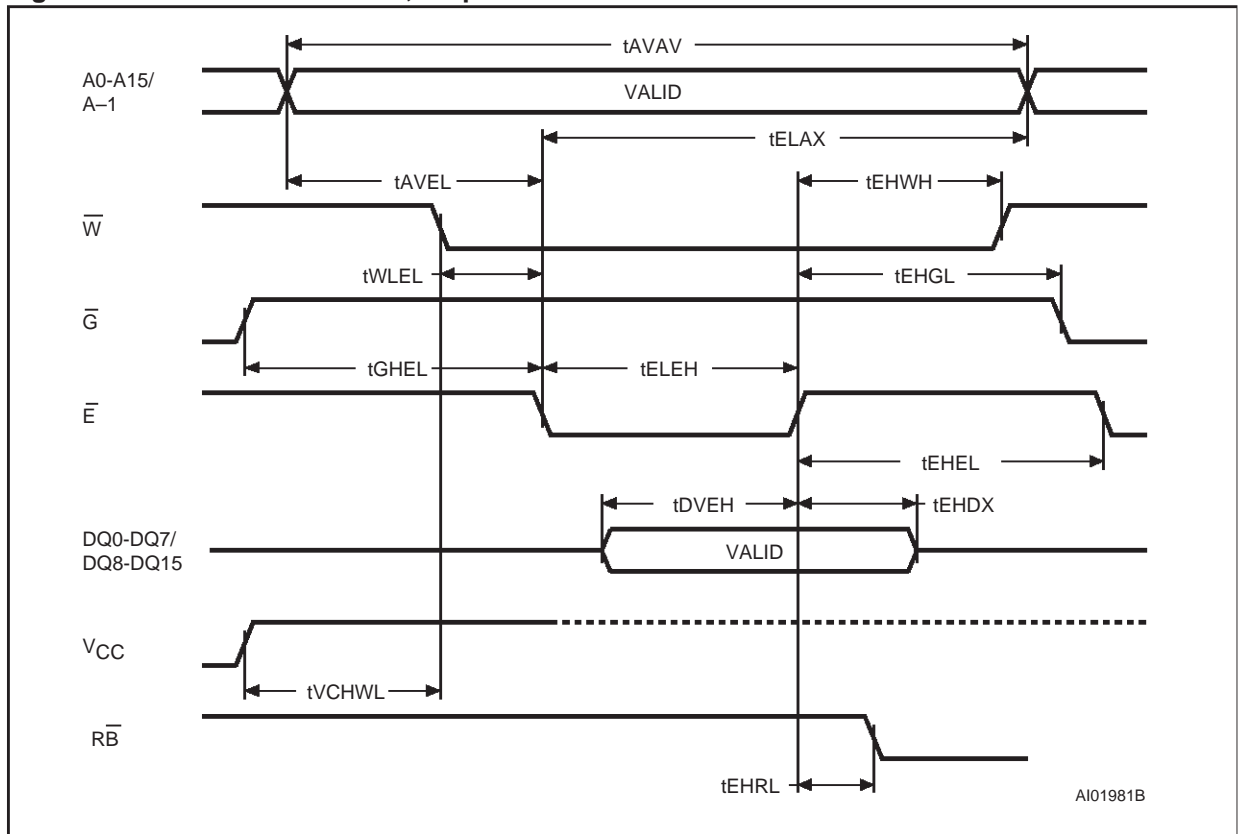 tAVAV
A0-A15/
A–1
VALID
tELAX
tAVEL
tEHWH
W̅
tWLEL
tEHGL
G̅
tGHEL
tELEH
E̅
tEHEL
tDVEH
tEHDX
DQ0-DQ7/
DQ8-DQ15
VALID
VCC
tVCHWL
RB̅
tEHRL
AI01981B